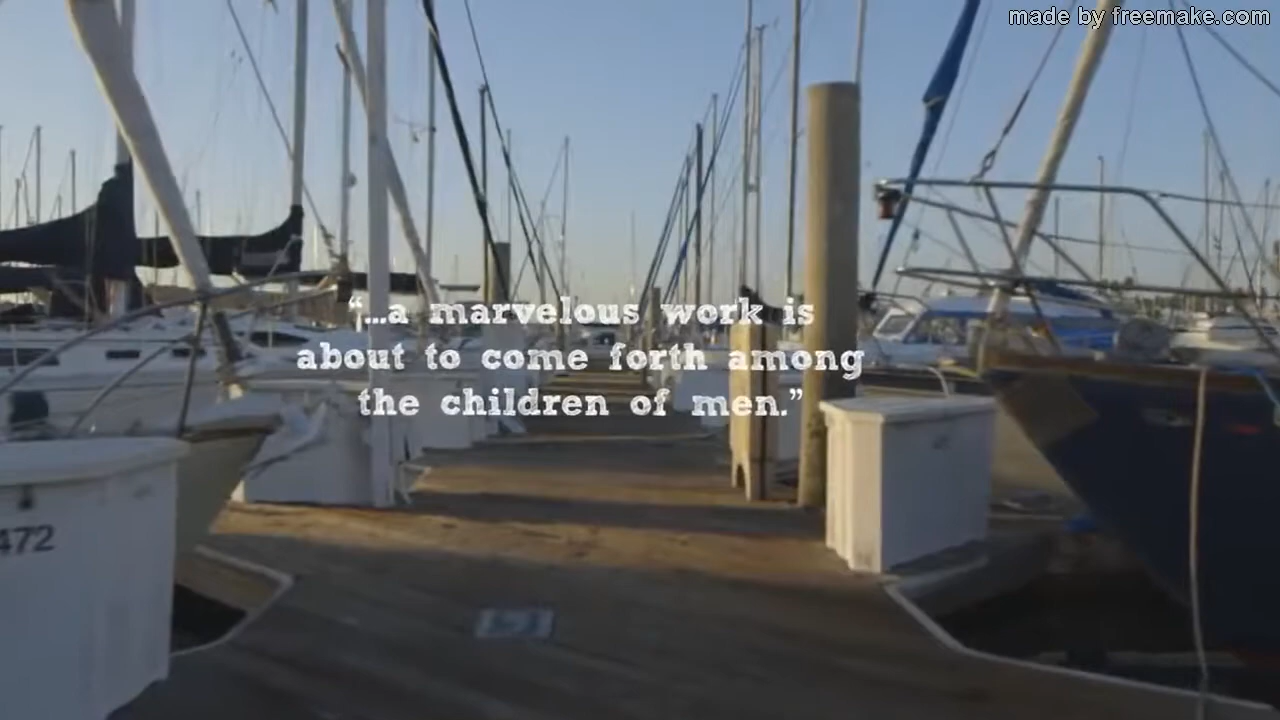 made by freemake.com
"...a marvelous work is
about to come forth among
the children of men."
472